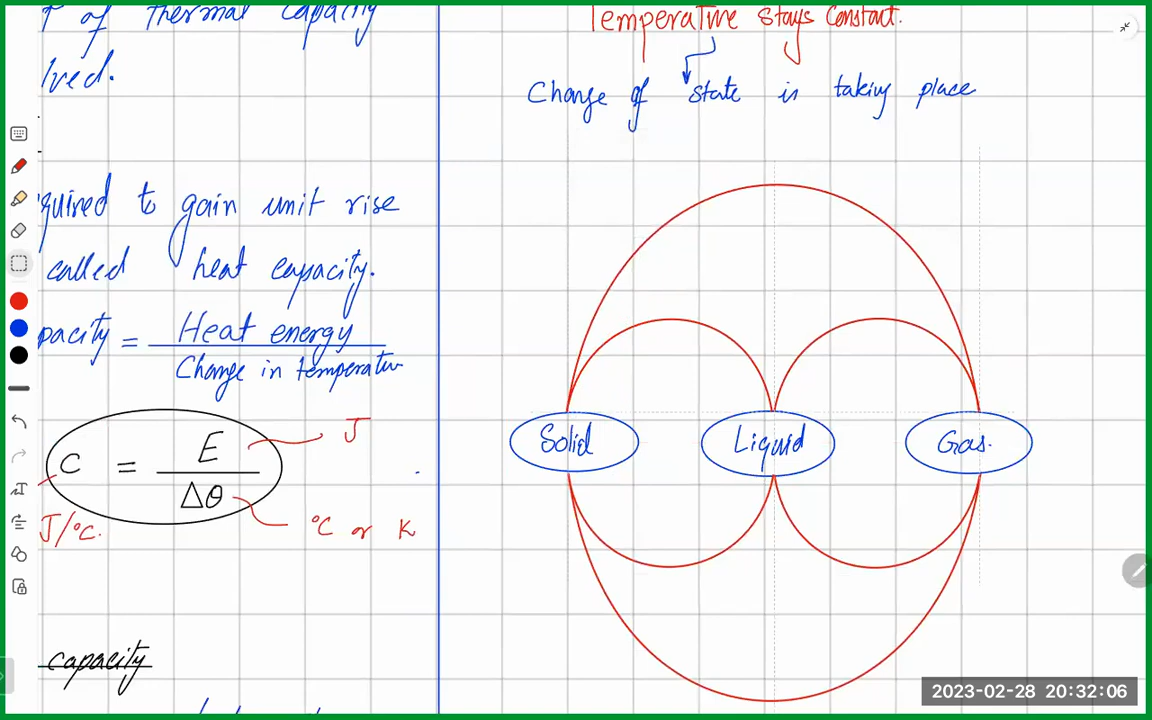 of thermal capacity
lved.
quired to gain unit rise
called heat capacity.
pacity = Heat energy
Change in temperatur
C = E
Δθ
J
J/°C.
°C or K
capacity
Temperature stays constant.
Change of state is taking place
Solid
Liquid
Gas.
2023-02-28 20:32:06